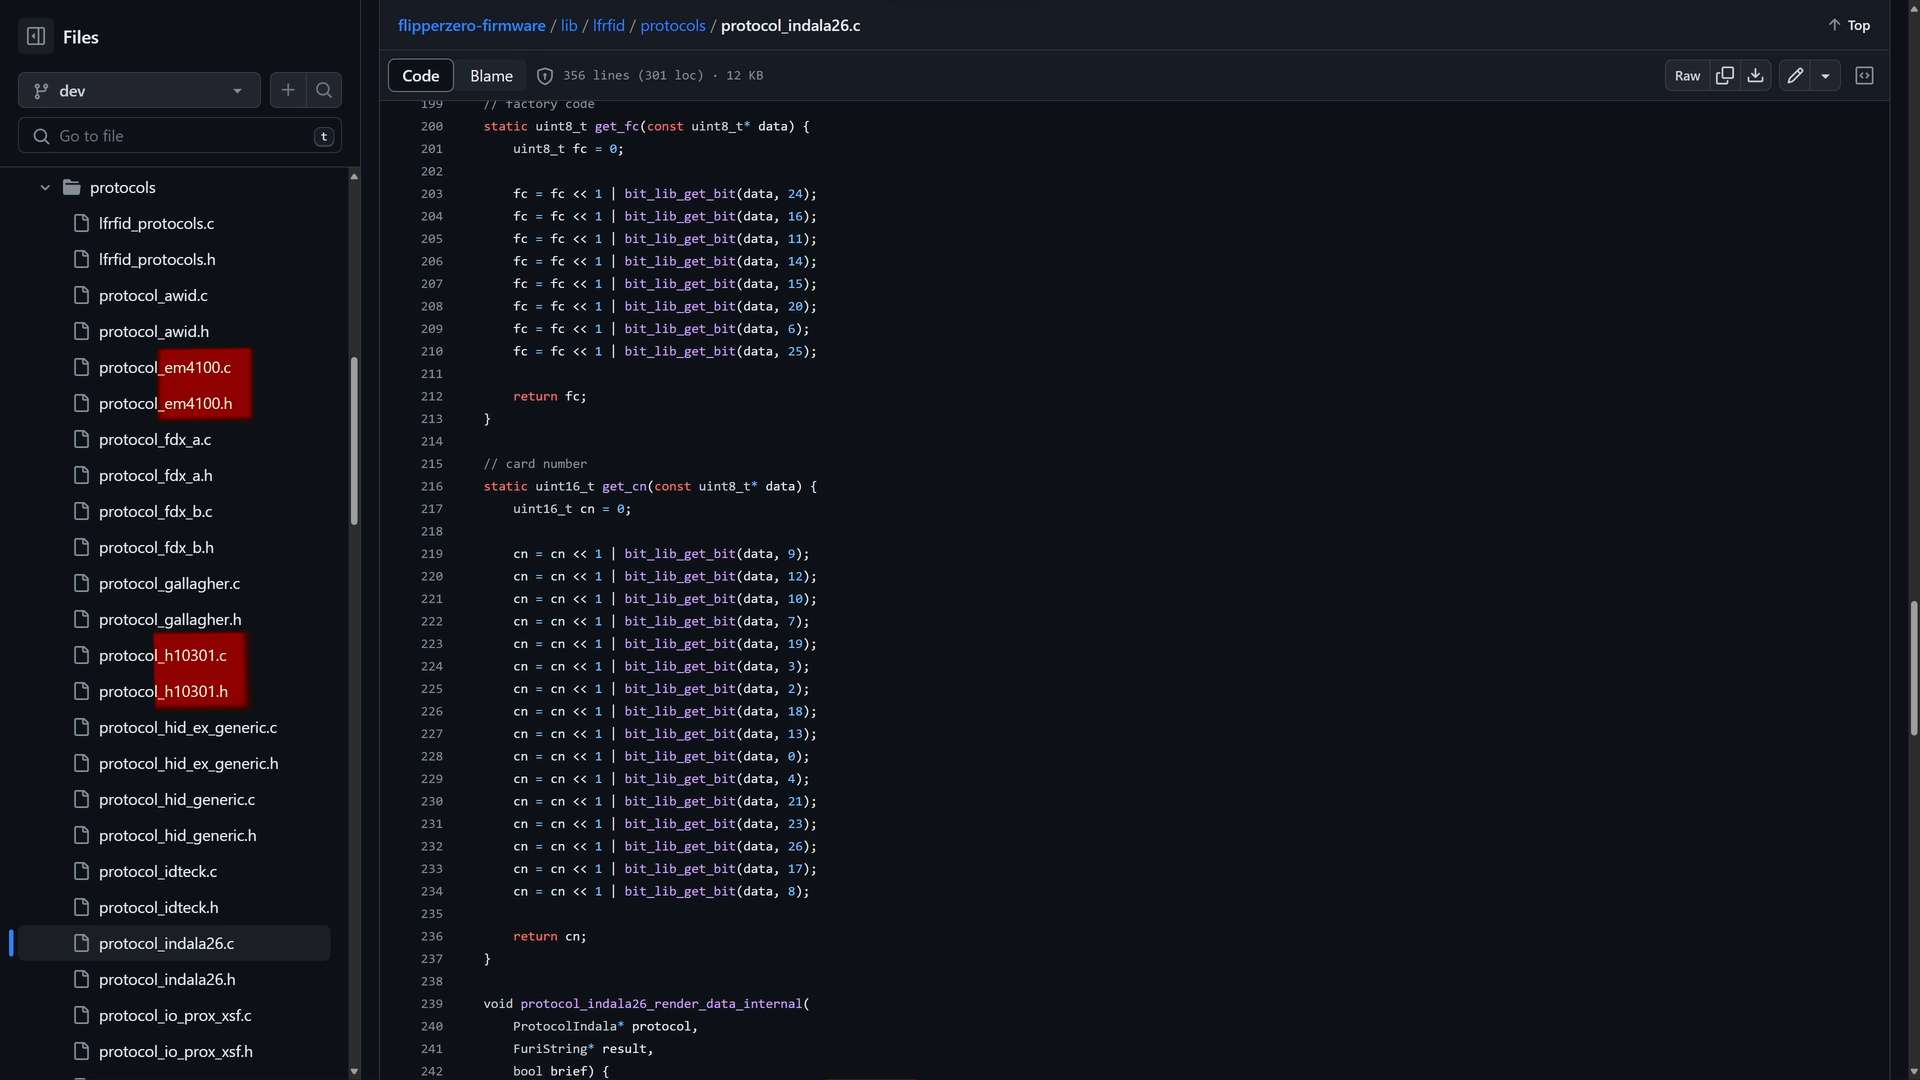 Files
dev
Go to file
t
protocols
lfrfid_protocols.c
lfrfid_protocols.h
protocol_awid.c
protocol_awid.h
protocol_em4100.c
protocol_em4100.h
protocol_fdx_a.c
protocol_fdx_a.h
protocol_fdx_b.c
protocol_fdx_b.h
protocol_gallagher.c
protocol_gallagher.h
protocol_h10301.c
protocol_h10301.h
protocol_hid_ex_generic.c
protocol_hid_ex_generic.h
protocol_hid_generic.c
protocol_hid_generic.h
protocol_idteck.c
protocol_idteck.h
protocol_indala26.c
protocol_indala26.h
protocol_io_prox_xsf.c
protocol_io_prox_xsf.h
flipperzero-firmware / lib / lfrfid / protocols / protocol_indala26.c
Top
Code Blame 356 lines (301 loc) · 12 KB
Raw
199 // factory code
200 static uint8_t get_fc(const uint8_t* data) {
201 uint8_t fc = 0;
202
203 fc = fc << 1 | bit_lib_get_bit(data, 24);
204 fc = fc << 1 | bit_lib_get_bit(data, 16);
205 fc = fc << 1 | bit_lib_get_bit(data, 11);
206 fc = fc << 1 | bit_lib_get_bit(data, 14);
207 fc = fc << 1 | bit_lib_get_bit(data, 15);
208 fc = fc << 1 | bit_lib_get_bit(data, 20);
209 fc = fc << 1 | bit_lib_get_bit(data, 6);
210 fc = fc << 1 | bit_lib_get_bit(data, 25);
211
212 return fc;
213 }
214
215 // card number
216 static uint16_t get_cn(const uint8_t* data) {
217 uint16_t cn = 0;
218
219 cn = cn << 1 | bit_lib_get_bit(data, 9);
220 cn = cn << 1 | bit_lib_get_bit(data, 12);
221 cn = cn << 1 | bit_lib_get_bit(data, 10);
222 cn = cn << 1 | bit_lib_get_bit(data, 7);
223 cn = cn << 1 | bit_lib_get_bit(data, 19);
224 cn = cn << 1 | bit_lib_get_bit(data, 3);
225 cn = cn << 1 | bit_lib_get_bit(data, 2);
226 cn = cn << 1 | bit_lib_get_bit(data, 18);
227 cn = cn << 1 | bit_lib_get_bit(data, 13);
228 cn = cn << 1 | bit_lib_get_bit(data, 0);
229 cn = cn << 1 | bit_lib_get_bit(data, 4);
230 cn = cn << 1 | bit_lib_get_bit(data, 21);
231 cn = cn << 1 | bit_lib_get_bit(data, 23);
232 cn = cn << 1 | bit_lib_get_bit(data, 26);
233 cn = cn << 1 | bit_lib_get_bit(data, 17);
234 cn = cn << 1 | bit_lib_get_bit(data, 8);
235
236 return cn;
237 }
238
239 void protocol_indala26_render_data_internal(
240 ProtocolIndala* protocol,
241 FuriString* result,
242 bool brief) {